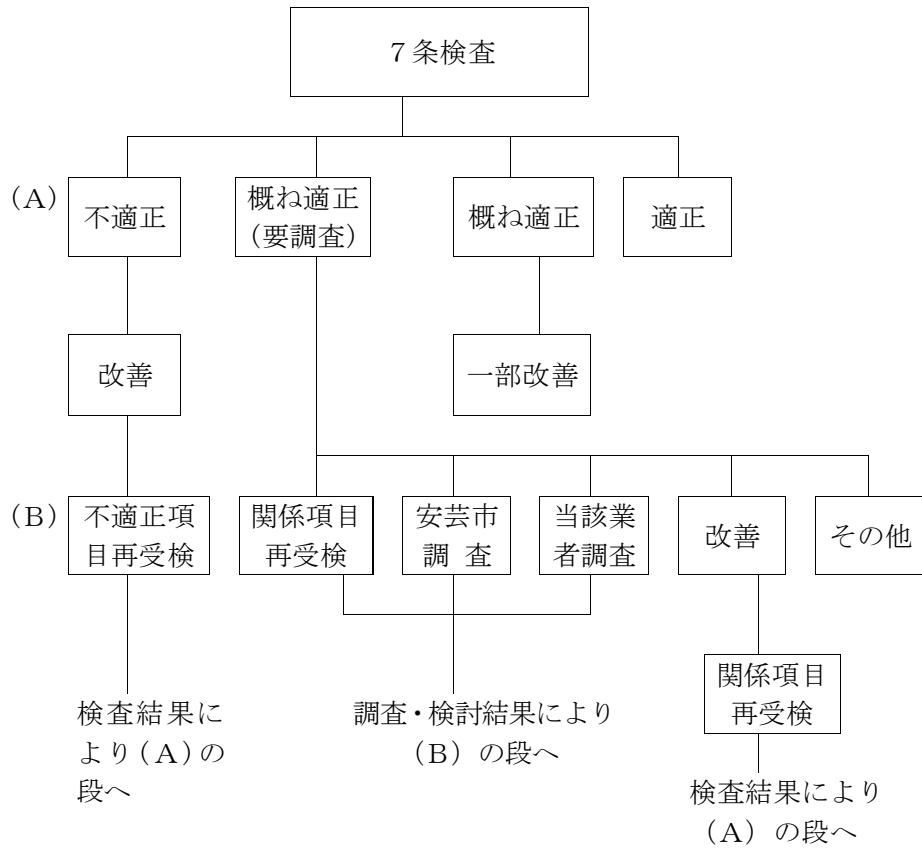 7条検査
(A)
不適正
概ね適正
(要調査)
概ね適正
適正
改善
一部改善
(B)
不適正項
目再受検
関係項目
再受検
安芸市
調 査
当該業
者調査
改善
その他
検査結果に
より(A)の
段へ
調査・検討結果により
(B) の段へ
関係項目
再受検
検査結果により
(A) の段へ